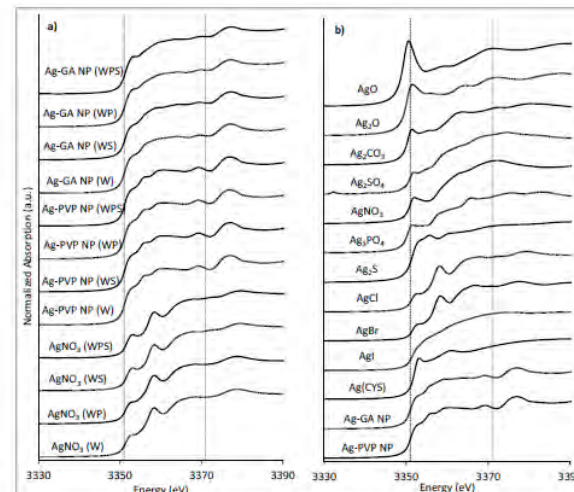 a)
Ag-GA NP (WPS)
Ag-GA NP (WP)
Ag-GA NP (WS)
Ag-GA NP (W)
Ag-PVP NP (WPS)
Ag-PVP NP (WP)
Ag-PVP NP (WS)
Ag-PVP NP (W)
AgNO₃ (WPS)
AgNO₃ (WS)
AgNO₃ (WP)
AgNO₃ (W)
Normalized Absorption (a.u.)
3330 3350 3370 3390
Energy (eV)
b)
AgO
Ag₂O
Ag₂CO₃
Ag₂SO₄
AgNO₃
Ag₃PO₄
Ag₂S
AgCl
AgBr
AgI
Ag(CYS)
Ag-GA NP
Ag-PVP NP
3330 3350 3370 339
Energy (eV)